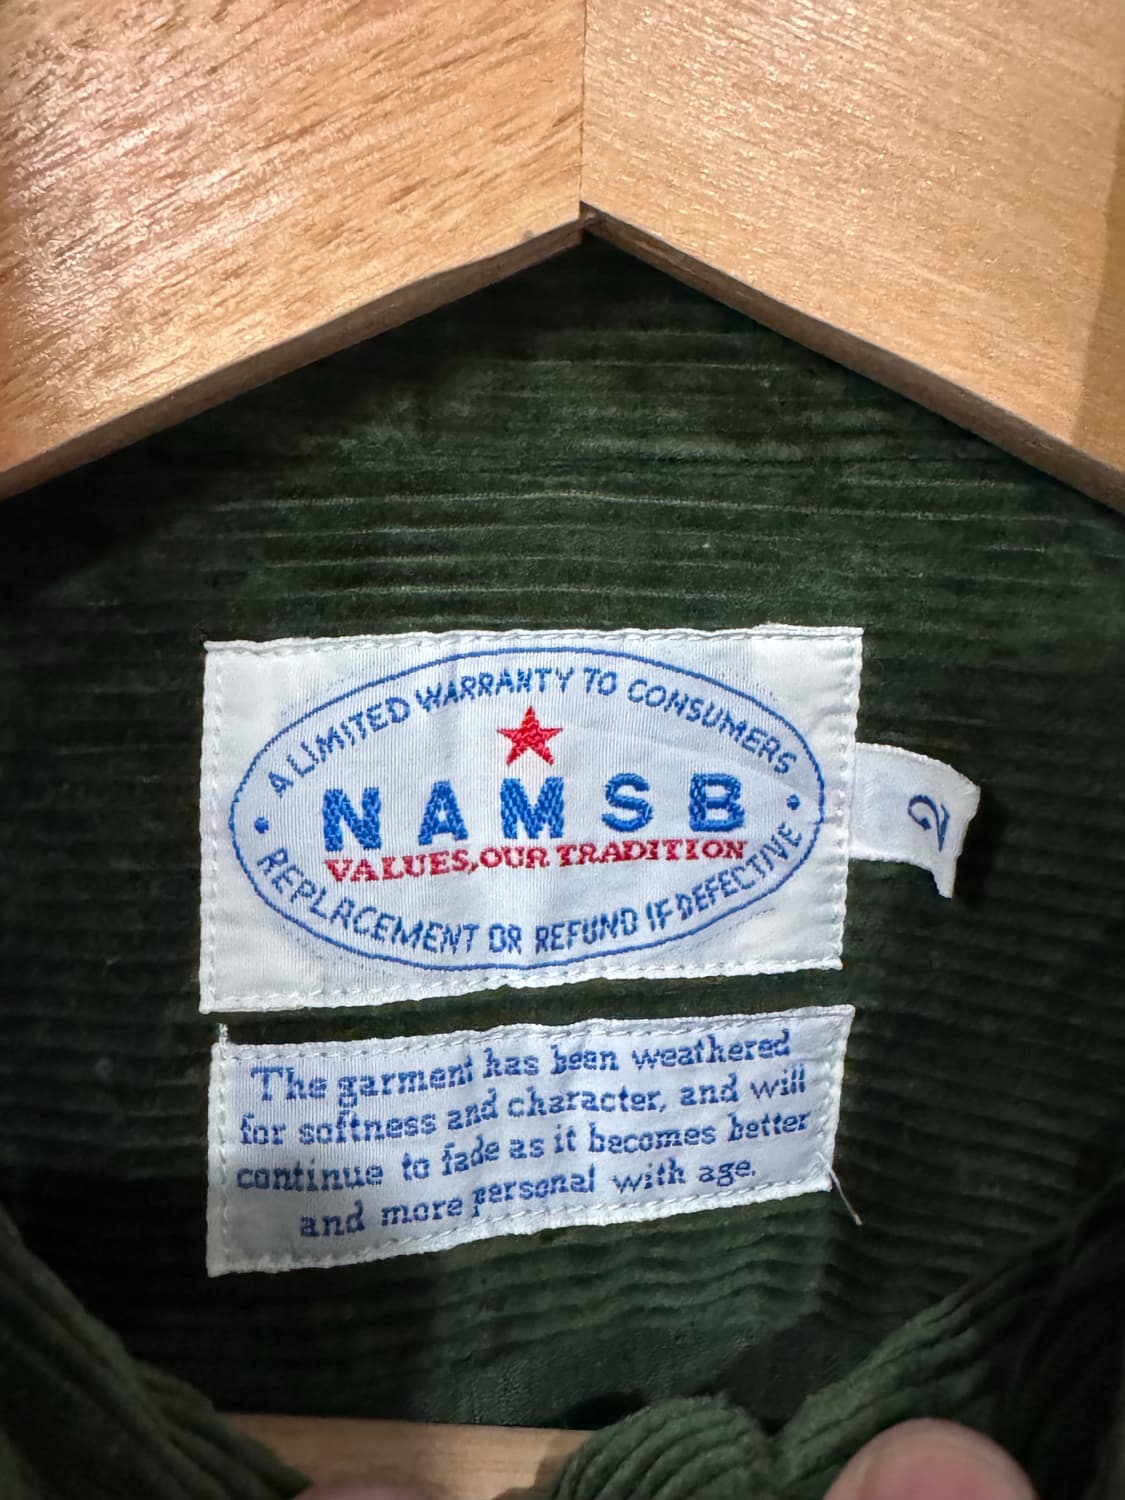 A LIMITED WARRANTY TO CONSUMERS
NAMSB
VALUES, OUR TRADITION
REPLACEMENT OR REFUND IF DEFECTIVE
2
The garment has been weathered
for softness and character, and will
continue to fade as it becomes better
and more personal with age.